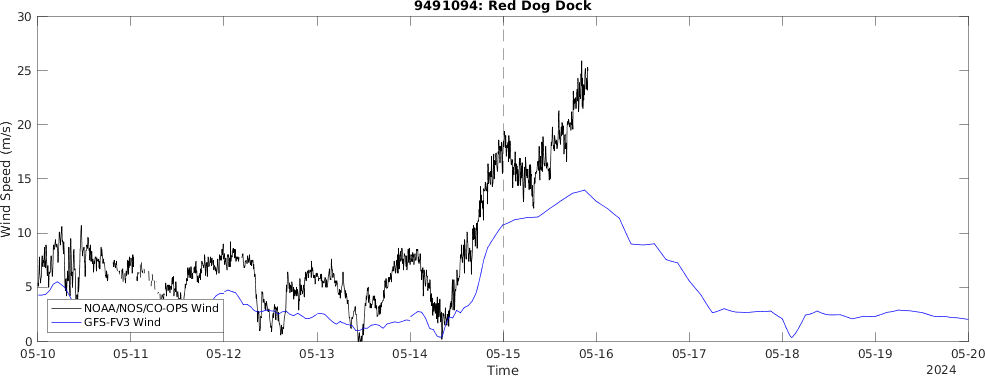 9491094: Red Dog Dock
30
25
20
15
10
5
0
Wind Speed (m/s)
NOAA/NOS/CO-OPS Wind
GFS-FV3 Wind
05-10 05-11 05-12 05-13 05-14 05-15 05-16 05-17 05-18 05-19 05-20
Time
2024